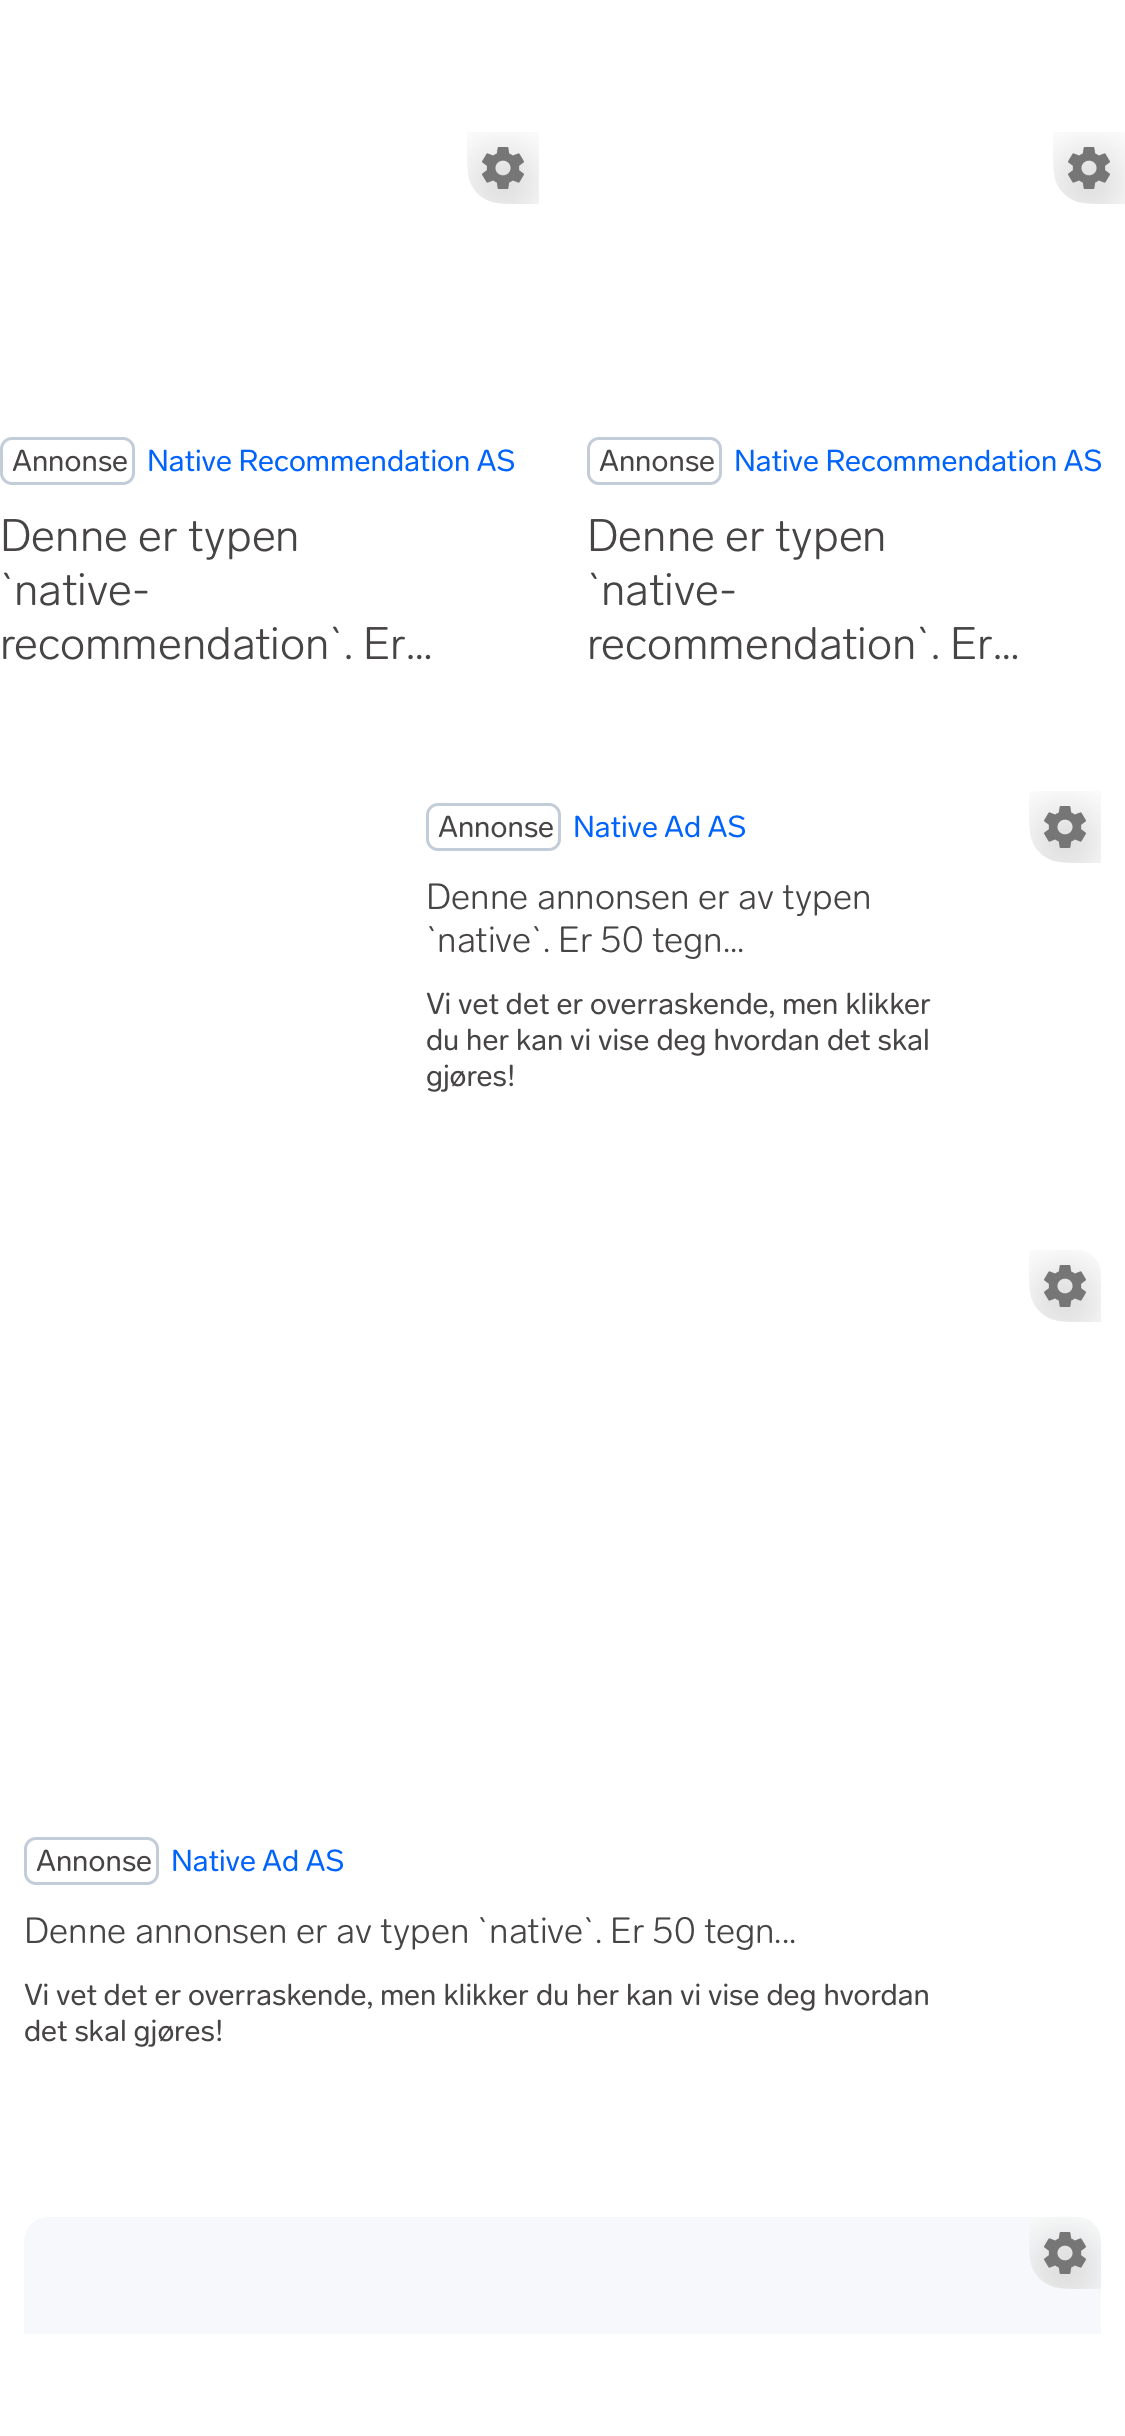 Annonse Native Recommendation AS
Denne er typen
`native-
recommendation`. Er...
Annonse Native Recommendation AS
Denne er typen
`native-
recommendation`. Er...
Annonse Native Ad AS
Denne annonsen er av typen
`native`. Er 50 tegn...
Vi vet det er overraskende, men klikker
du her kan vi vise deg hvordan det skal
gjøres!
Annonse Native Ad AS
Denne annonsen er av typen `native`. Er 50 tegn...
Vi vet det er overraskende, men klikker du her kan vi vise deg hvordan
det skal gjøres!